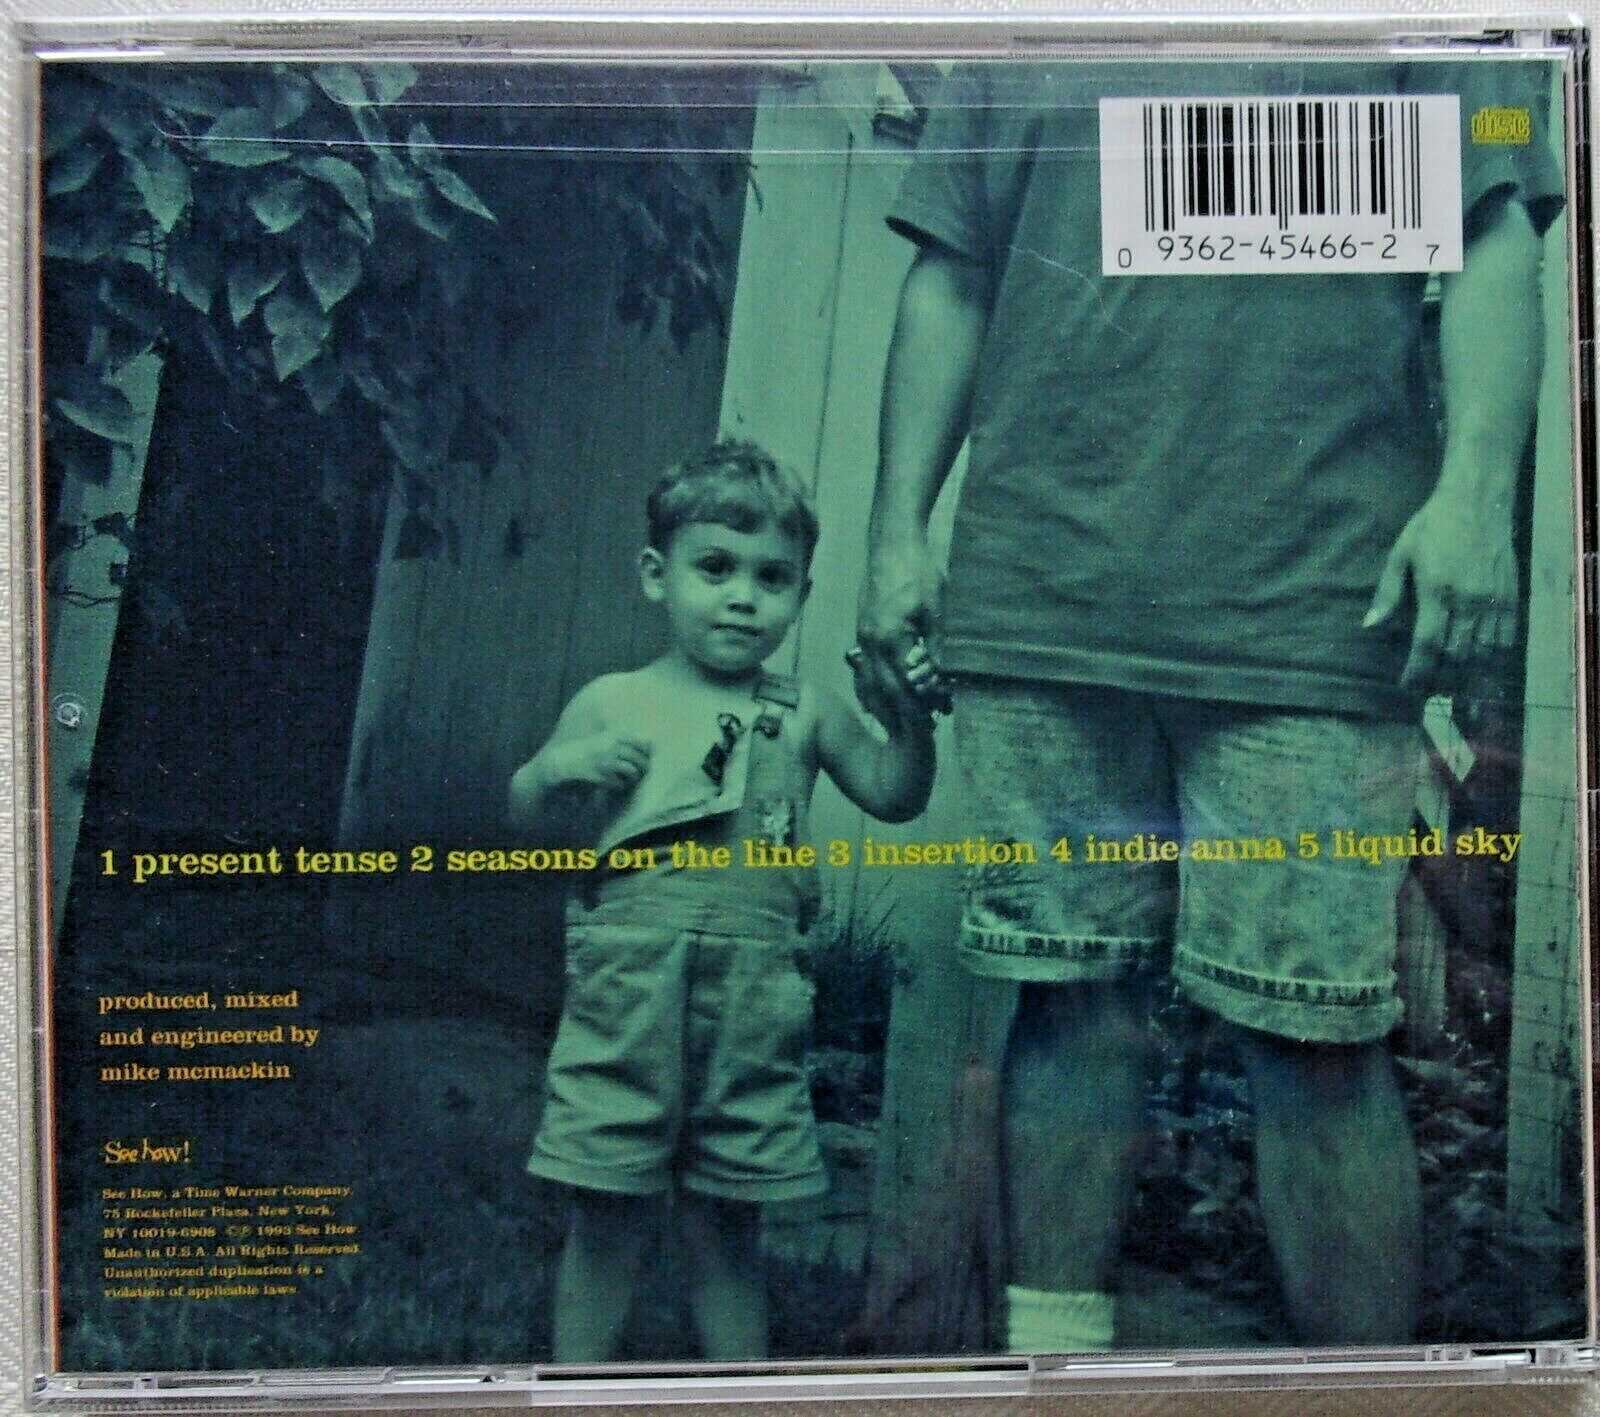 0 9362-45466-2 7
1 present tense 2 seasons on the line 3 insertion 4 indie anna 5 liquid sky
produced, mixed
and engineered by
mike mcmackin
See how!
See How, a Time Warner Company.
75 Rockefeller Plaza, New York,
NY 10019-6908 ©℗ 1993 See How
Made in U.S.A. All Rights Reserved.
Unauthorized duplication is a
violation of applicable laws.